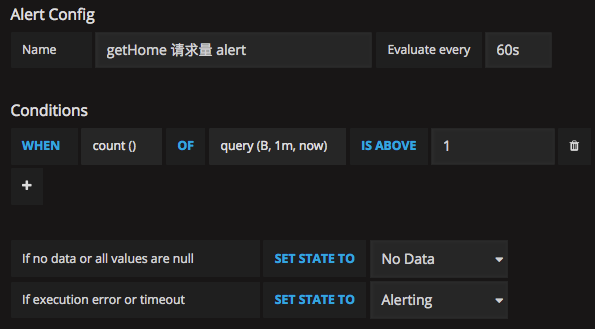 Alert Config
Name getHome 请求量 alert Evaluate every 60s
Conditions
WHEN count () OF query (B, 1m, now) IS ABOVE 1
If no data or all values are null SET STATE TO No Data
If execution error or timeout SET STATE TO Alerting